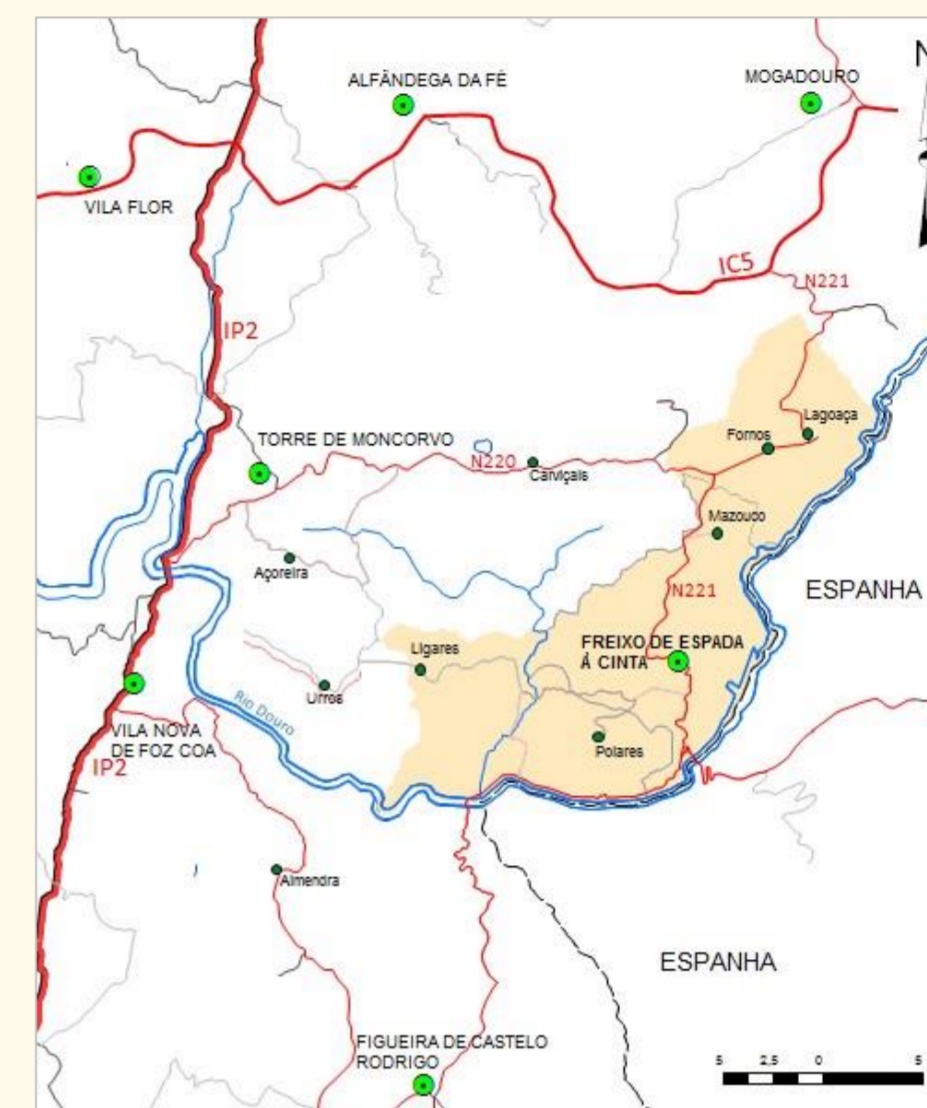 N
ALFÂNDEGA DA FÉ
MOGADOURO
VILA FLOR
IC5
N221
IP2
Lagoaça
TORRE DE MONCORVO
Fornos
N220
Carviçais
Mazouco
Açoreira
ESPANHA
N221
FREIXO DE ESPADA
Á CINTA
Ligares
Urros
Rio Douro
VILA NOVA
DE FOZ COA
Polares
IP2
Almendra
ESPANHA
FIGUEIRA DE CASTELO
RODRIGO
5 2,5 0 5